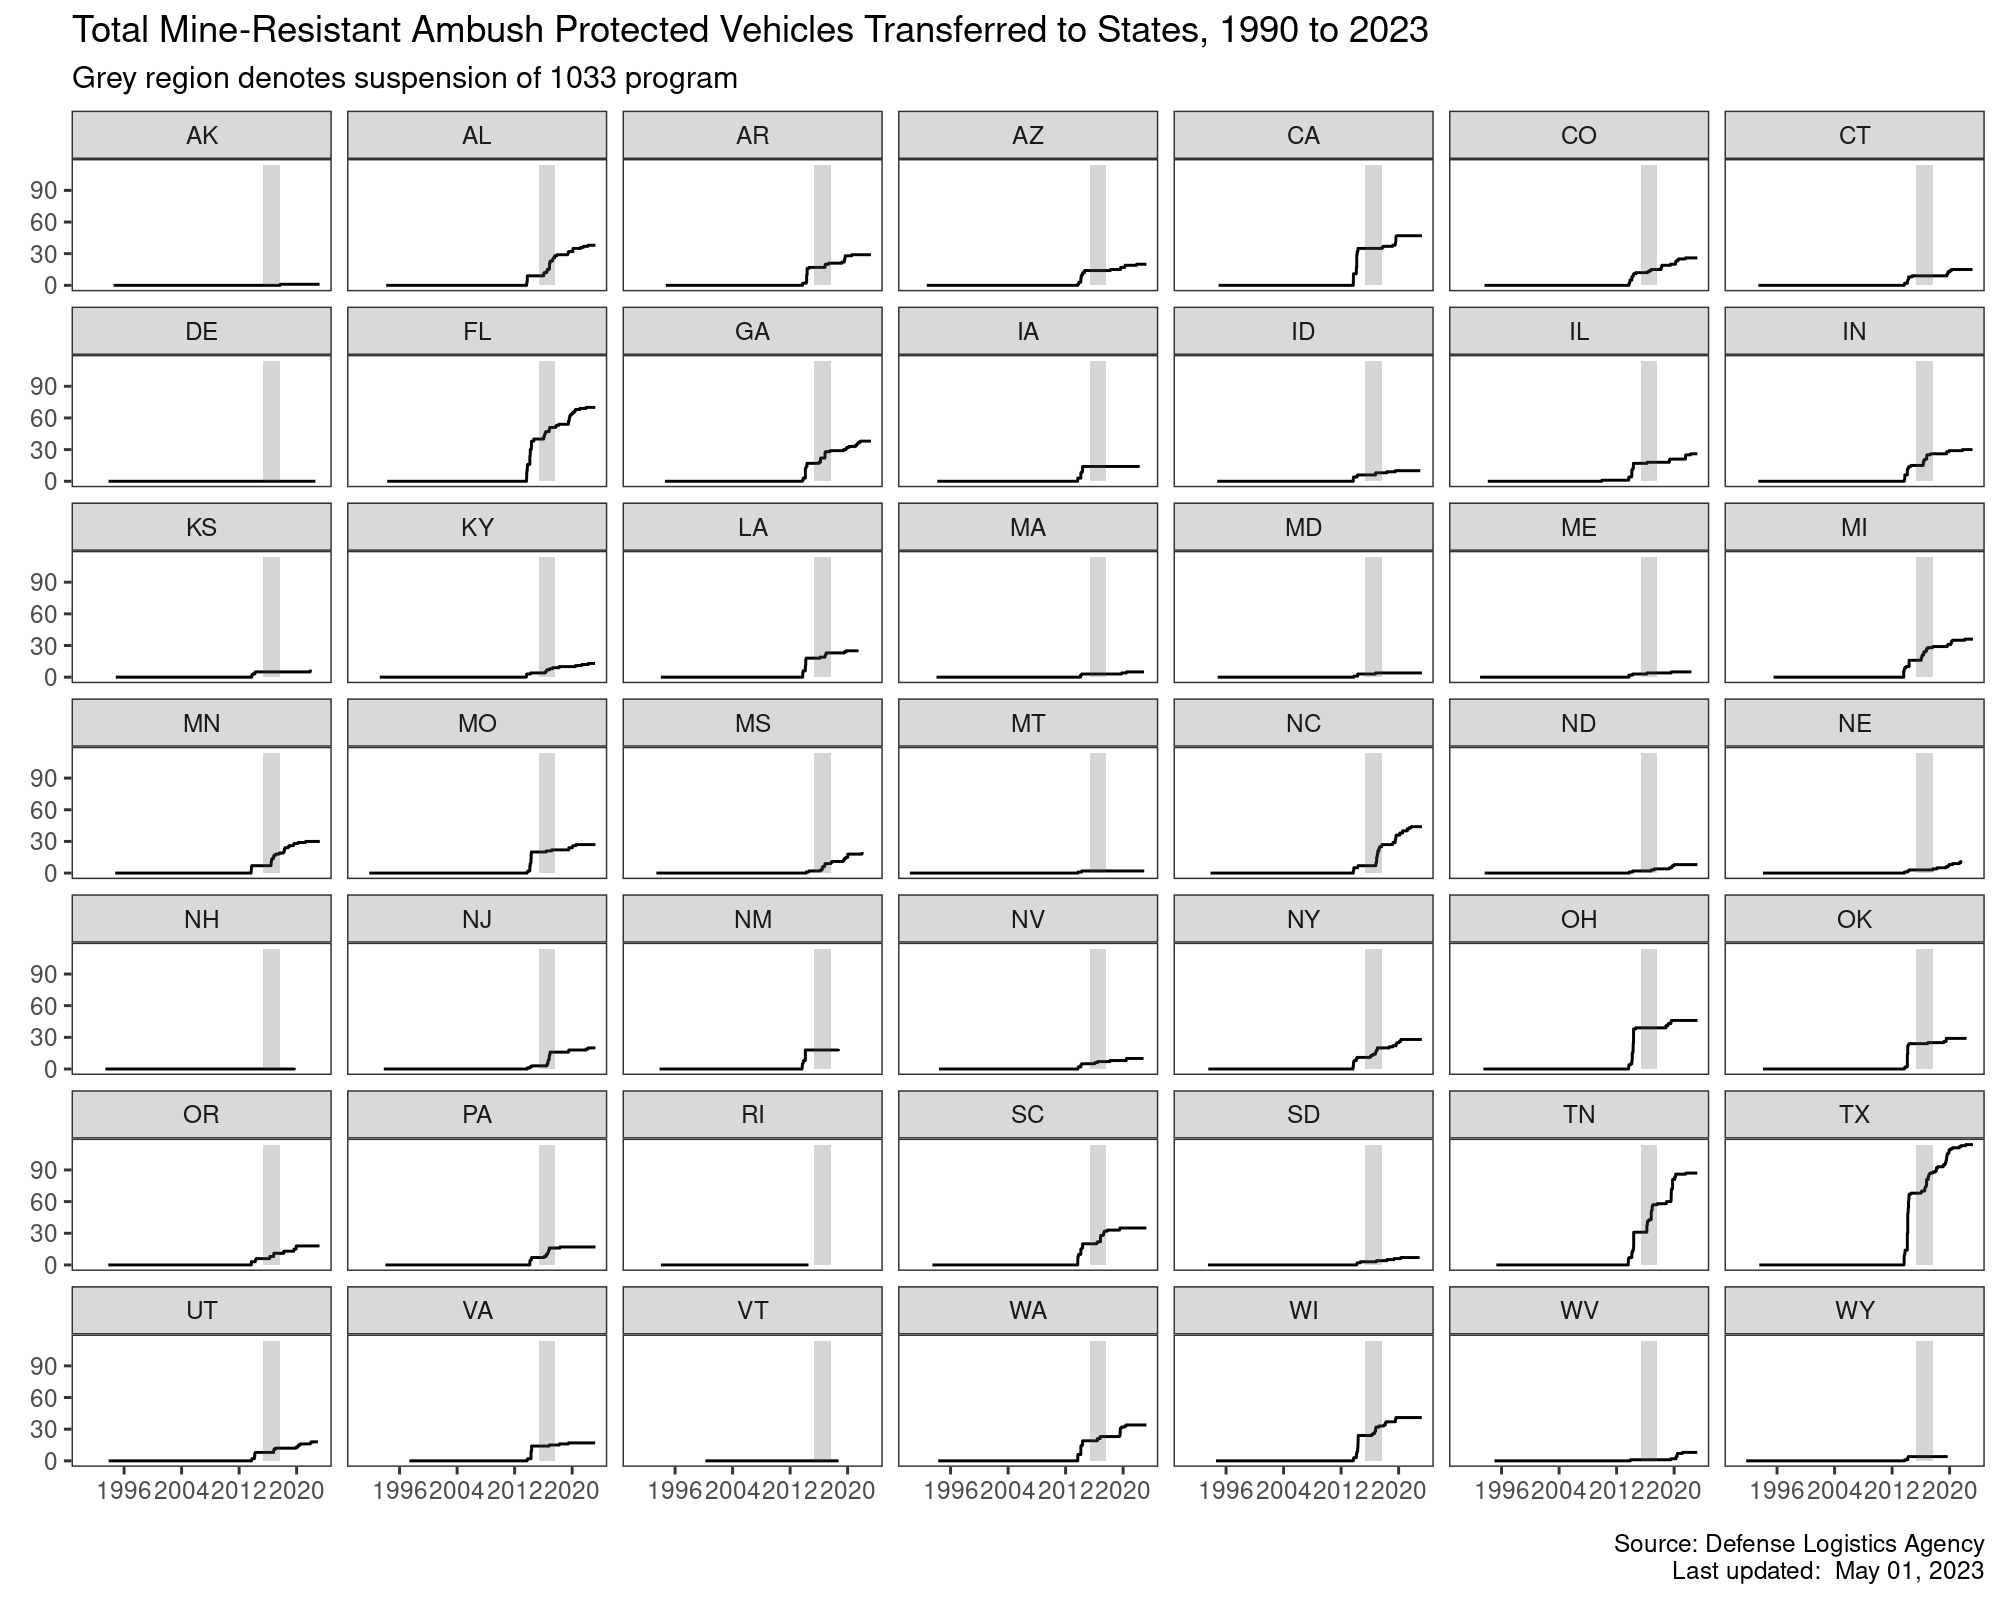 Total Mine-Resistant Ambush Protected Vehicles Transferred to States, 1990 to 2023
Grey region denotes suspension of 1033 program
AK AL AR AZ CA CO CT
90
60
30
0
DE FL GA IA ID IL IN
90
60
30
0
KS KY LA MA MD ME MI
90
60
30
0
MN MO MS MT NC ND NE
90
60
30
0
NH NJ NM NV NY OH OK
90
60
30
0
OR PA RI SC SD TN TX
90
60
30
0
UT VA VT WA WI WV WY
90
60
30
0
1996 2004 2012 2020 1996 2004 2012 2020 1996 2004 2012 2020 1996 2004 2012 2020 1996 2004 2012 2020 1996 2004 2012 2020 1996 2004 2012 2020
Source: Defense Logistics Agency
Last updated: May 01, 2023